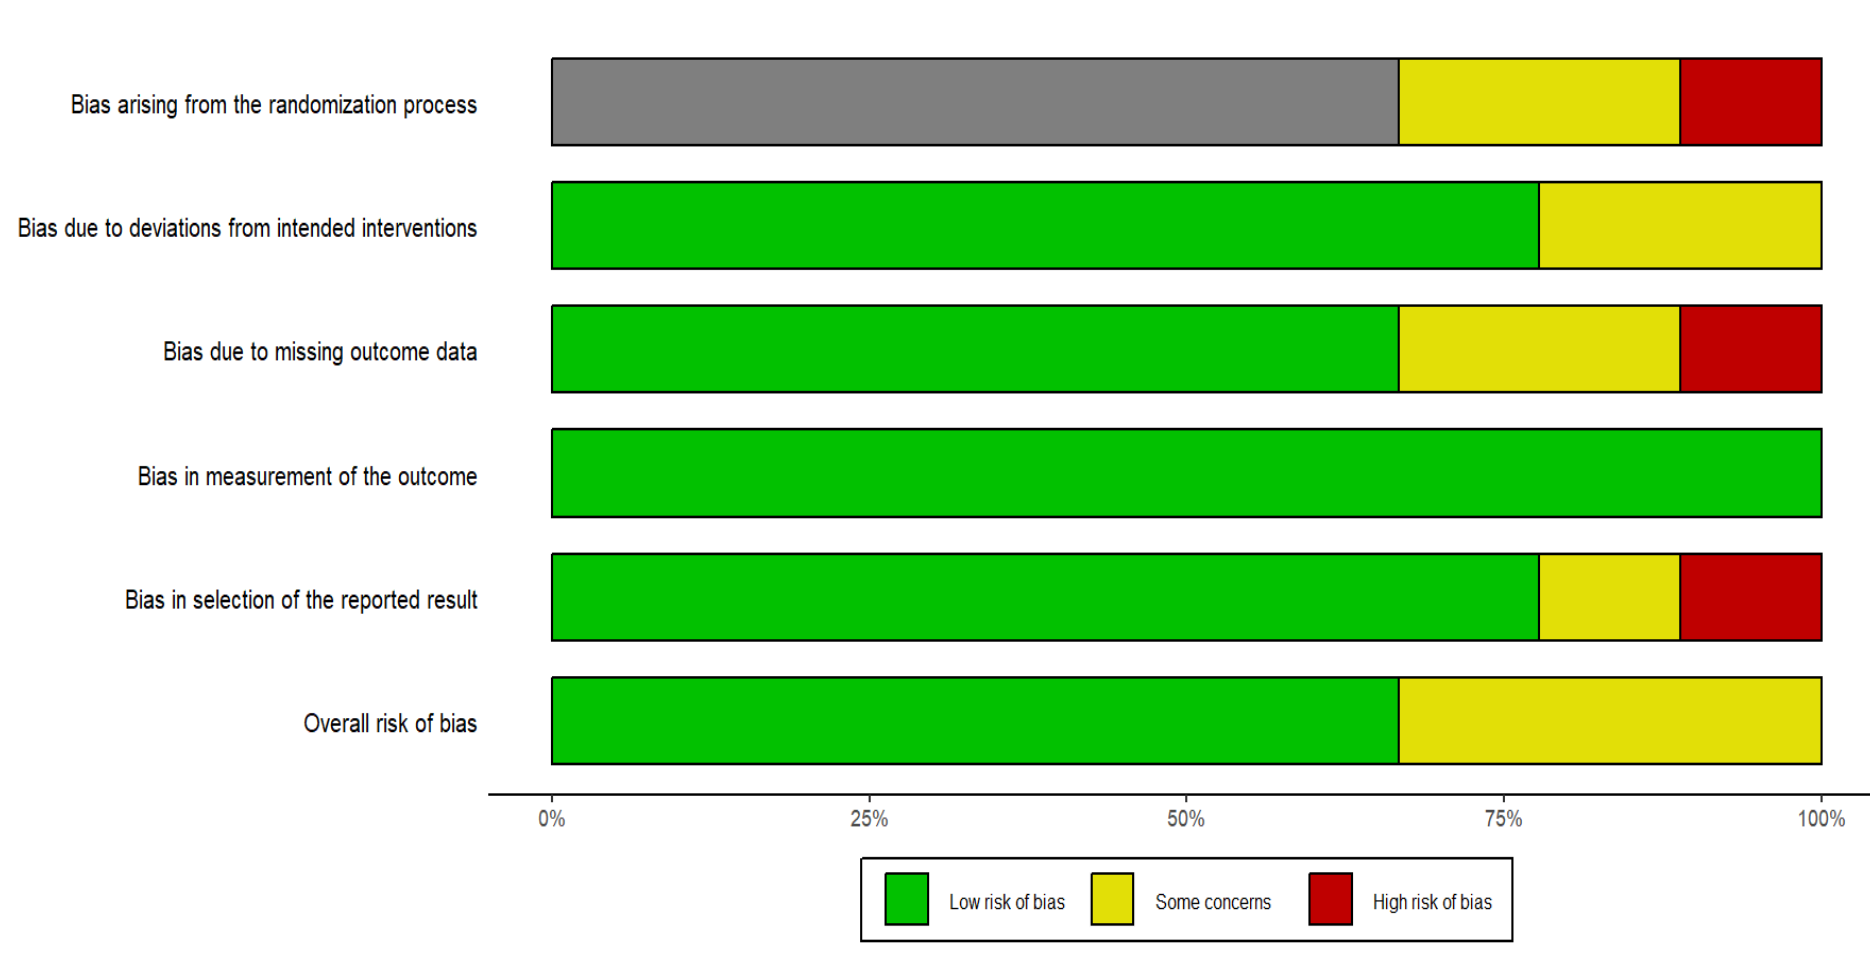 Bias arising from the randomization process
Bias due to deviations from intended interventions
Bias due to missing outcome data
Bias in measurement of the outcome
Bias in selection of the reported result
Overall risk of bias
0% 25% 50% 75% 100%
Low risk of bias Some concerns High risk of bias